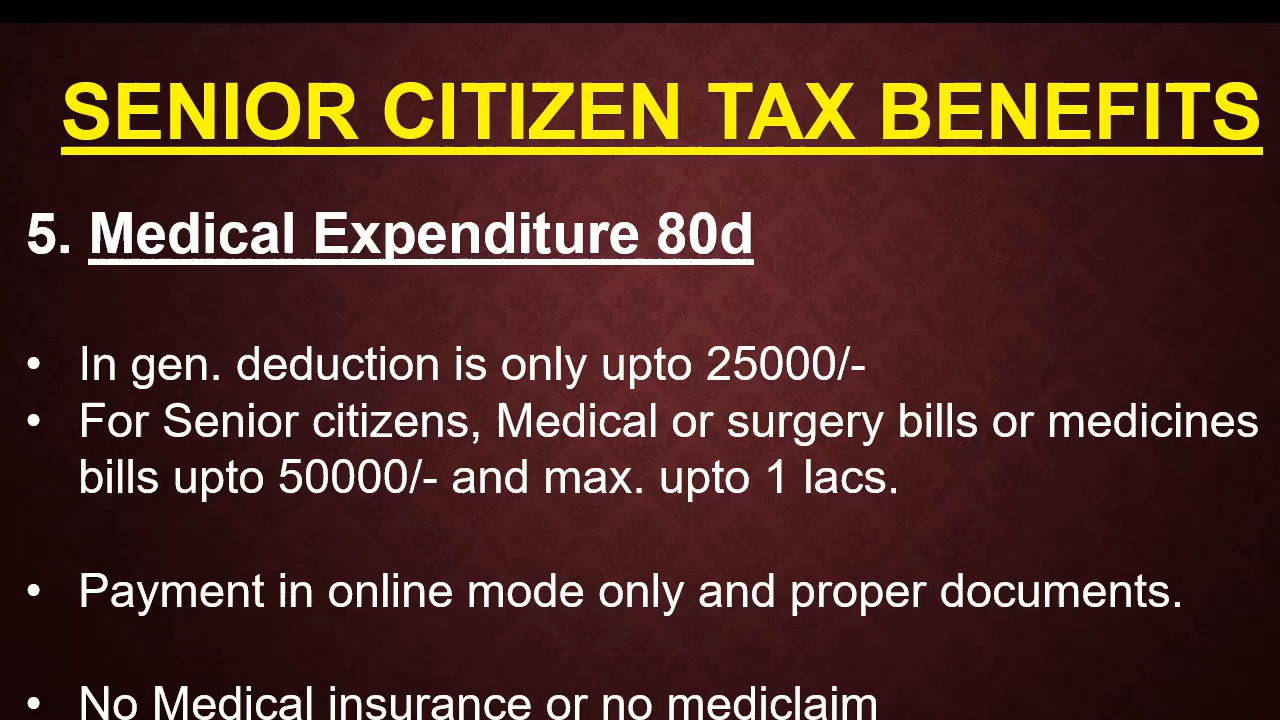 SENIOR CITIZEN TAX BENEFITS
5. Medical Expenditure 80d
• In gen. deduction is only upto 25000/-
• For Senior citizens, Medical or surgery bills or medicines
bills upto 50000/- and max. upto 1 lacs.
• Payment in online mode only and proper documents.
• No Medical insurance or no mediclaim